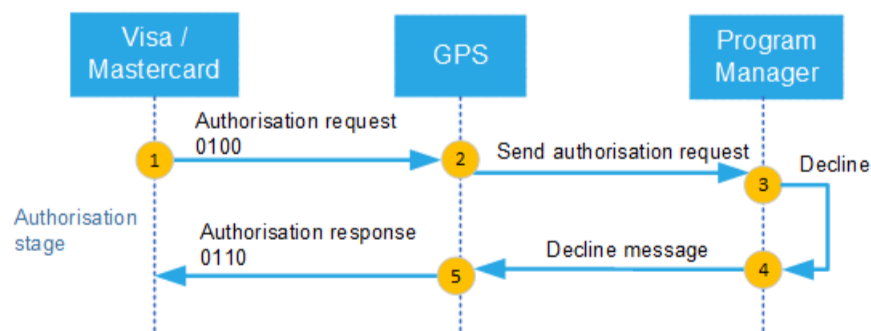 Visa /
Mastercard
GPS
Program
Manager
Authorisation request
0100
Send authorisation request
Decline
1
2
3
Authorisation
stage
Authorisation response
0110
Decline message
5
4